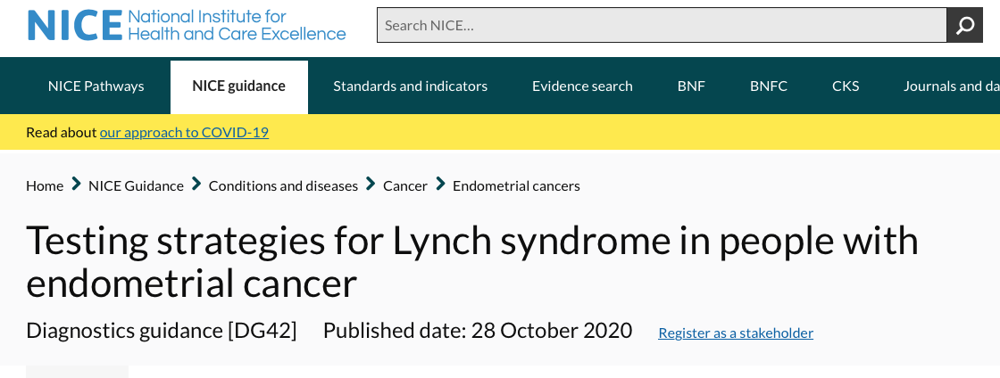 NICE National Institute for
Health and Care Excellence
Search NICE...
NICE Pathways NICE guidance Standards and indicators Evidence search BNF BNFC CKS Journals and da
Read about our approach to COVID-19
Home NICE Guidance Conditions and diseases Cancer Endometrial cancers
Testing strategies for Lynch syndrome in people with
endometrial cancer
Diagnostics guidance [DG42] Published date: 28 October 2020 Register as a stakeholder